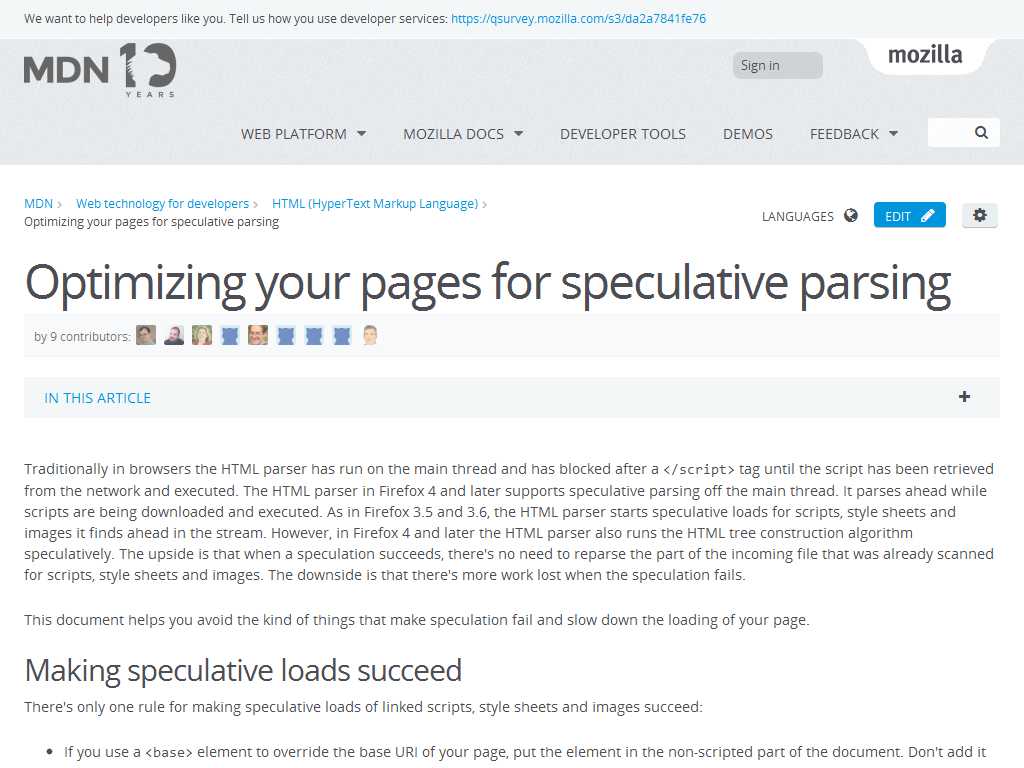 We want to help developers like you. Tell us how you use developer services: https://qsurvey.mozilla.com/s3/da2a7841fe76
MDN 10 YEARS
Sign in
mozilla
WEB PLATFORM MOZILLA DOCS DEVELOPER TOOLS DEMOS FEEDBACK
MDN › Web technology for developers › HTML (HyperText Markup Language) ›
Optimizing your pages for speculative parsing
LANGUAGES EDIT
Optimizing your pages for speculative parsing
by 9 contributors:
IN THIS ARTICLE +
Traditionally in browsers the HTML parser has run on the main thread and has blocked after a </script> tag until the script has been retrieved
from the network and executed. The HTML parser in Firefox 4 and later supports speculative parsing off the main thread. It parses ahead while
scripts are being downloaded and executed. As in Firefox 3.5 and 3.6, the HTML parser starts speculative loads for scripts, style sheets and
images it finds ahead in the stream. However, in Firefox 4 and later the HTML parser also runs the HTML tree construction algorithm
speculatively. The upside is that when a speculation succeeds, there's no need to reparse the part of the incoming file that was already scanned
for scripts, style sheets and images. The downside is that there's more work lost when the speculation fails.
This document helps you avoid the kind of things that make speculation fail and slow down the loading of your page.
Making speculative loads succeed
There's only one rule for making speculative loads of linked scripts, style sheets and images succeed:
• If you use a <base> element to override the base URI of your page, put the element in the non-scripted part of the document. Don't add it